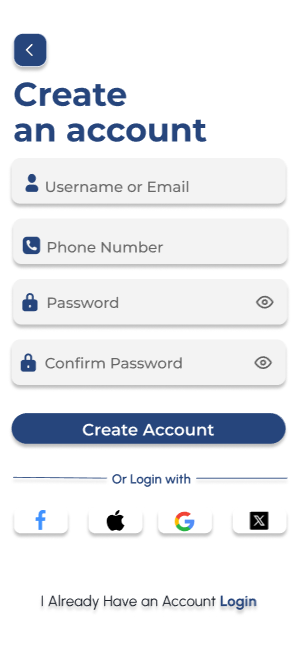 Create
an account
Username or Email
Phone Number
Password
Confirm Password
Create Account
Or Login with
I Already Have an Account Login